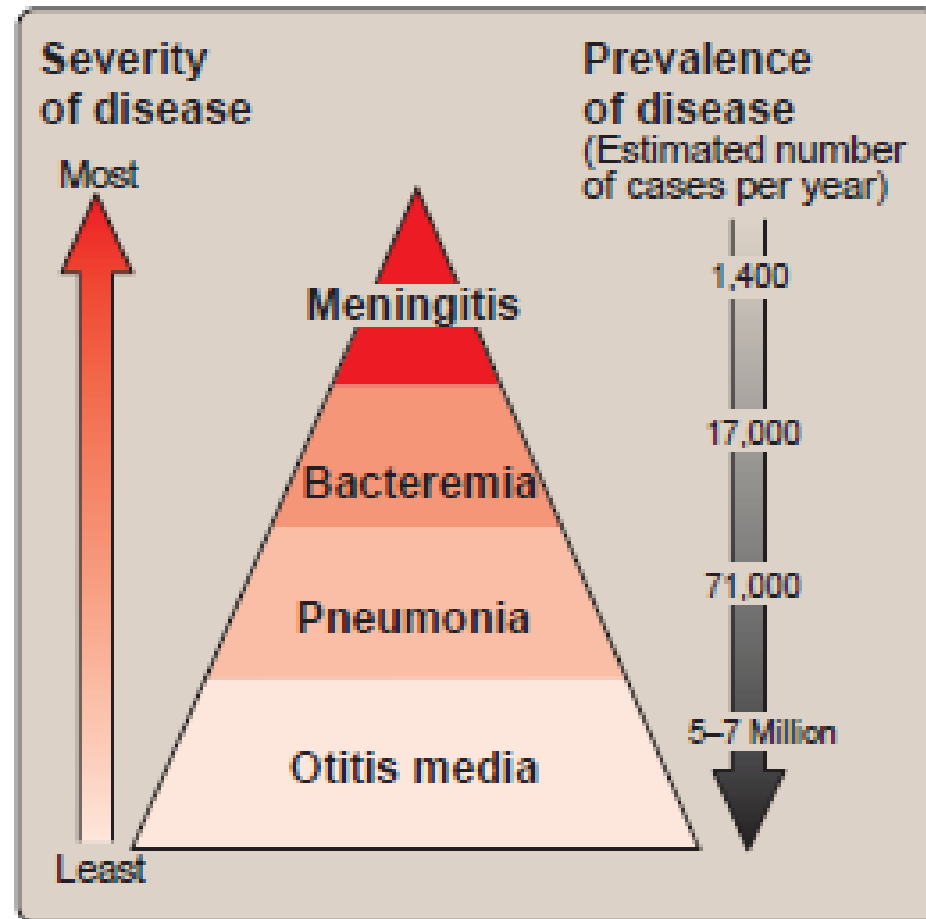 Severity
of disease
Most
Least
Meningitis
Bacteremia
Pneumonia
Otitis media
Prevalence
of disease
(Estimated number
of cases per year)
1,400
17,000
71,000
5–7 Million